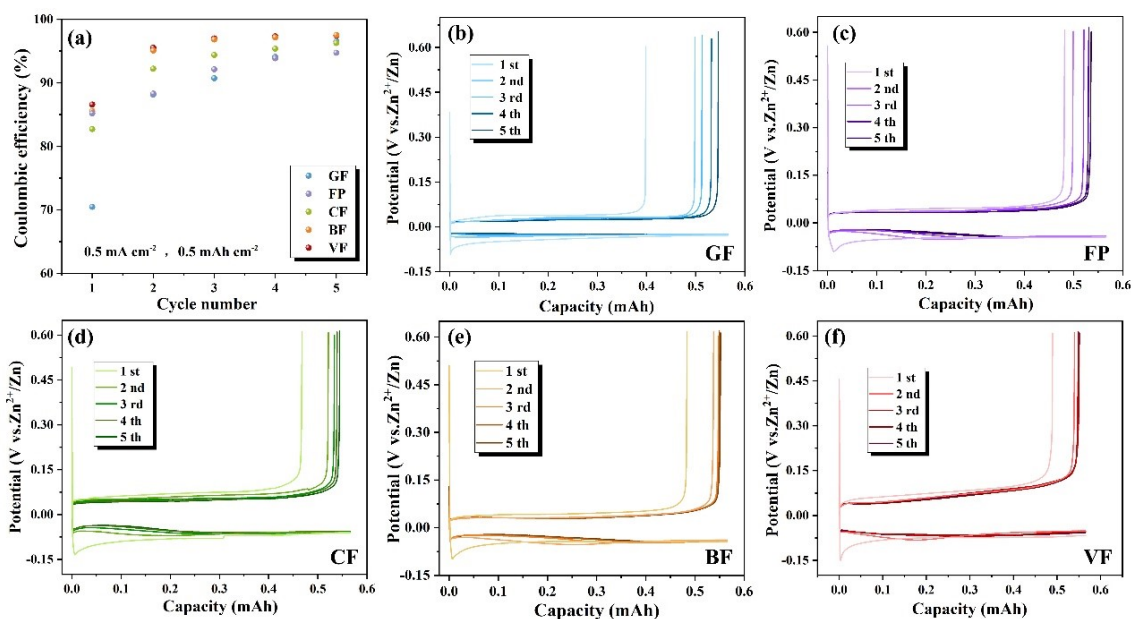 (a)
100
90
80
70
60
Coulombic efficiency (%)
GF
FP
CF
BF
VF
0.5 mA cm⁻² , 0.5 mAh cm⁻²
1 2 3 4 5
Cycle number
(b)
0.60
0.45
0.30
0.15
0.00
-0.15
Potential (V vs.Zn²⁺/Zn)
1 st
2 nd
3 rd
4 th
5 th
GF
0.0 0.1 0.2 0.3 0.4 0.5 0.6
Capacity (mAh)
(c)
0.60
0.45
0.30
0.15
0.00
-0.15
Potential (V vs.Zn²⁺/Zn)
1 st
2 nd
3 rd
4 th
5 th
FP
0.0 0.1 0.2 0.3 0.4 0.5 0.6
Capacity (mAh)
(d)
0.60
0.45
0.30
0.15
0.00
-0.15
Potential (V vs.Zn²⁺/Zn)
1 st
2 nd
3 rd
4 th
5 th
CF
0.0 0.1 0.2 0.3 0.4 0.5 0.6
Capacity (mAh)
(e)
0.60
0.45
0.30
0.15
0.00
-0.15
Potential (V vs.Zn²⁺/Zn)
1 st
2 nd
3 rd
4 th
5 th
BF
0.0 0.1 0.2 0.3 0.4 0.5 0.6
Capacity (mAh)
(f)
0.60
0.45
0.30
0.15
0.00
-0.15
Potential (V vs.Zn²⁺/Zn)
1 st
2 nd
3 rd
4 th
5 th
VF
0.0 0.1 0.2 0.3 0.4 0.5 0.6
Capacity (mAh)